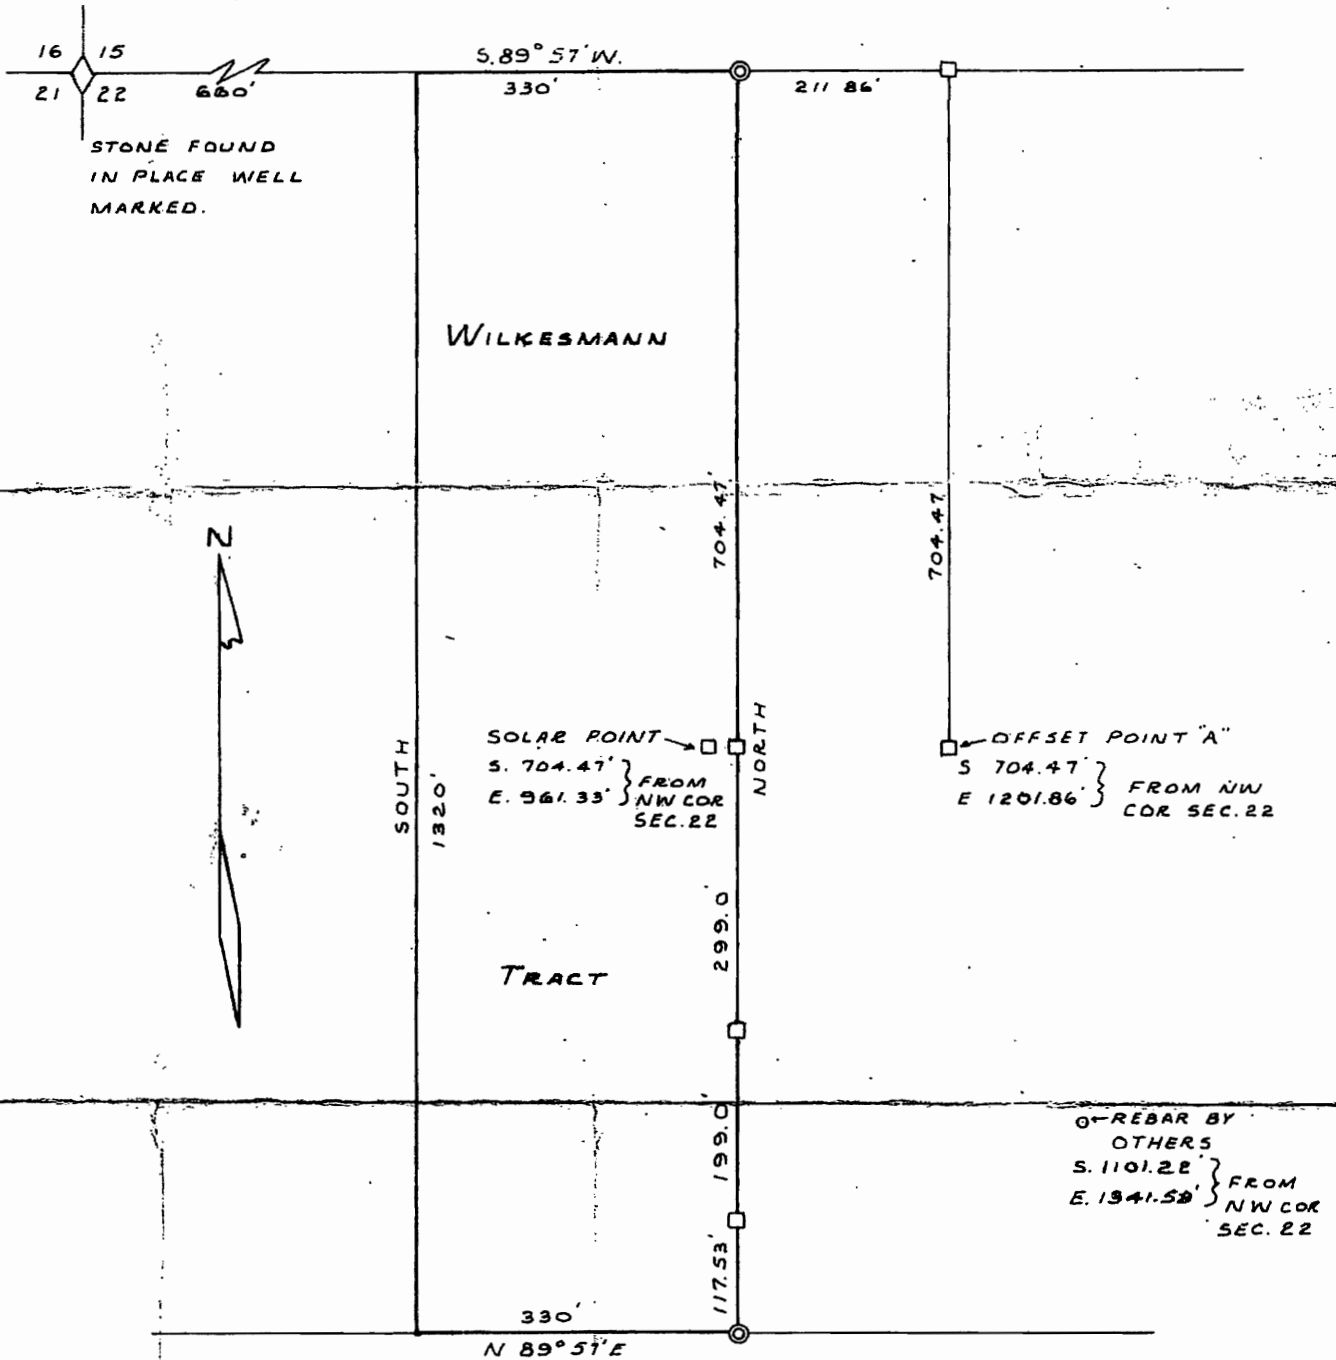 16 15
21 22
660'
S. 89° 57' W.
330'
211 86'
STONE FOUND
IN PLACE WELL
MARKED.
WILKESMANN
N
704.47'
704.47
SOLAR POINT
S. 704.47'
E. 961.33'
FROM
NW COR
SEC. 22
NORTH
OFFSET POINT "A"
S 704.47'
E 1201.86'
FROM NW
COR SEC. 22
SOUTH
1320'
299.0'
TRACT
199.0'
REBAR BY
OTHERS
S. 1101.22'
FROM
NW COR
SEC. 22
117.53'
330'
N 89° 57' E